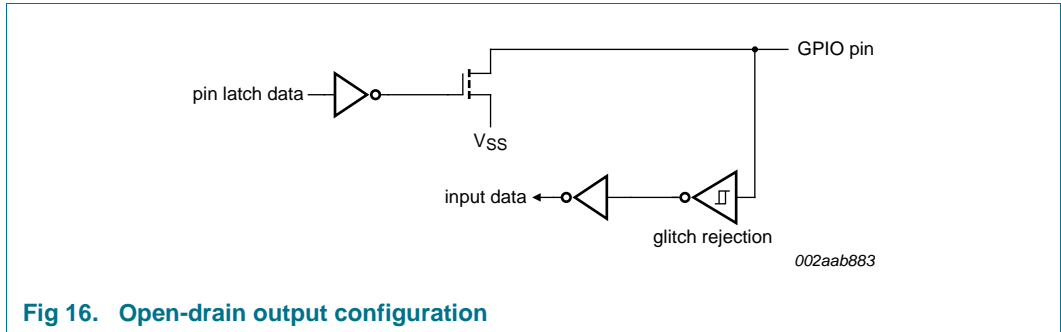 GPIO pin
pin latch data
VSS
input data
glitch rejection
002aab883
Fig 16. Open-drain output configuration